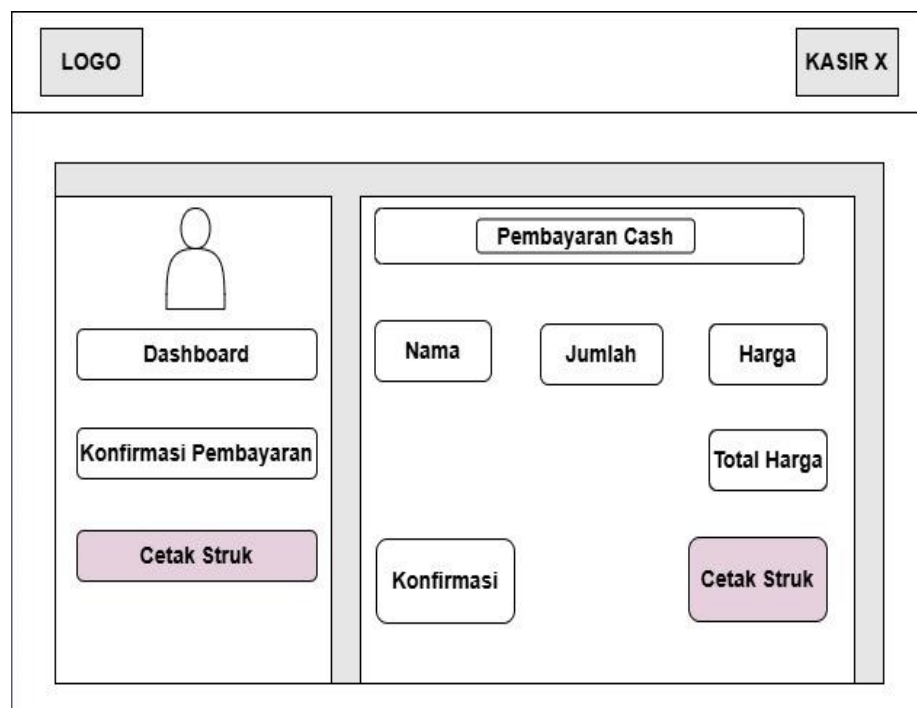 LOGO
KASIR X
Pembayaran Cash
Dashboard
Konfirmasi Pembayaran
Cetak Struk
Nama
Jumlah
Harga
Total Harga
Konfirmasi
Cetak Struk